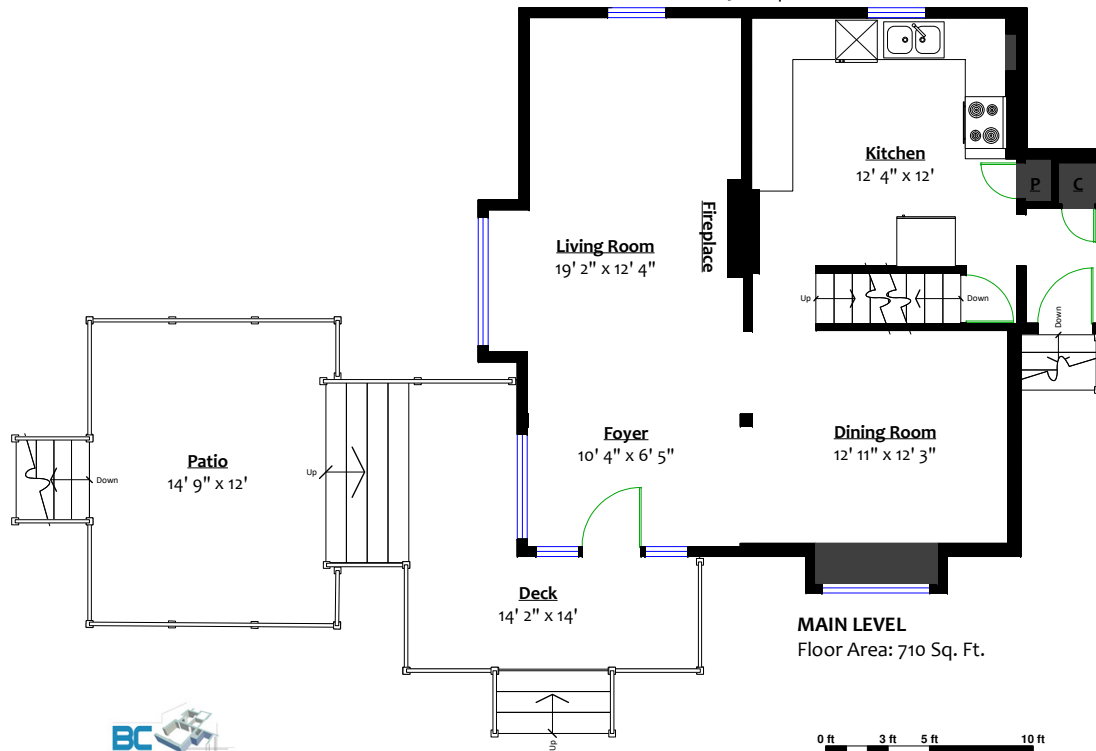 Kitchen
12' 4" x 12'
P
C
Fireplace
Living Room
19' 2" x 12' 4"
Up
Down
Down
Foyer
10' 4" x 6' 5"
Dining Room
12' 11" x 12' 3"
Patio
14' 9" x 12'
Up
Down
Deck
14' 2" x 14'
Up
MAIN LEVEL
Floor Area: 710 Sq. Ft.
BC
0 ft 3 ft 5 ft 10 ft